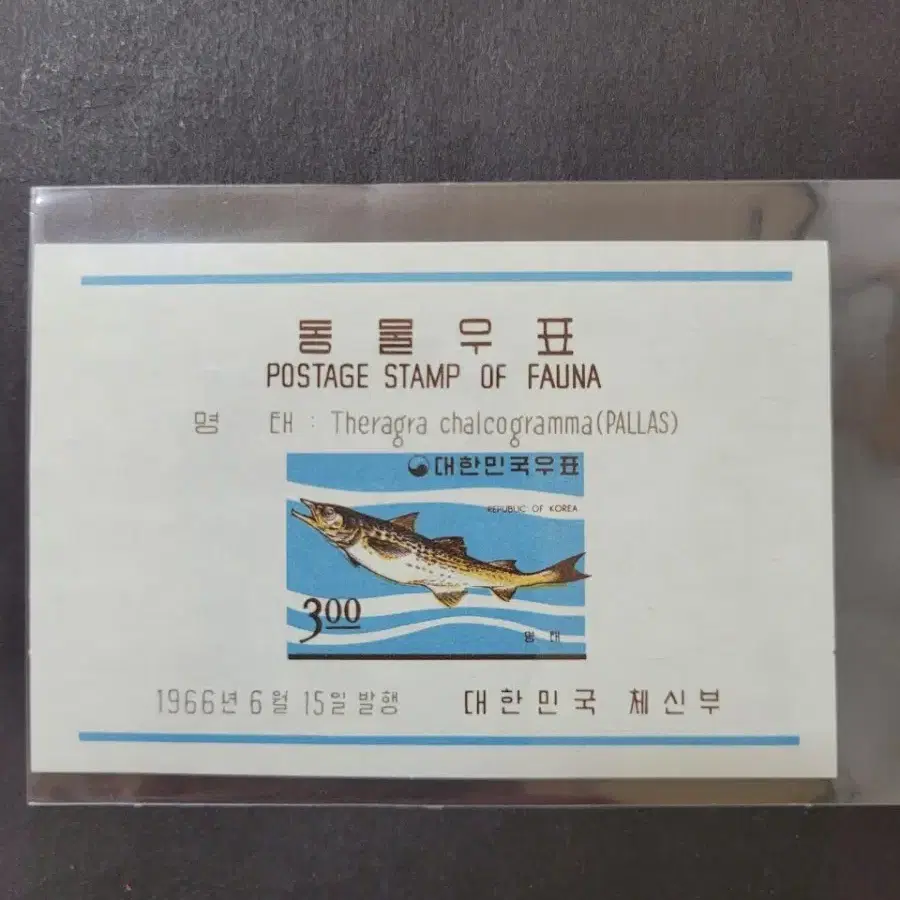 동물우표
POSTAGE STAMP OF FAUNA
명 태 : Theragra chalcogramma(PALLAS)
대한민국우표
REPUBLIC OF KOREA
3.00
명 태
1966년 6월 15일 발행 대한민국 체신부